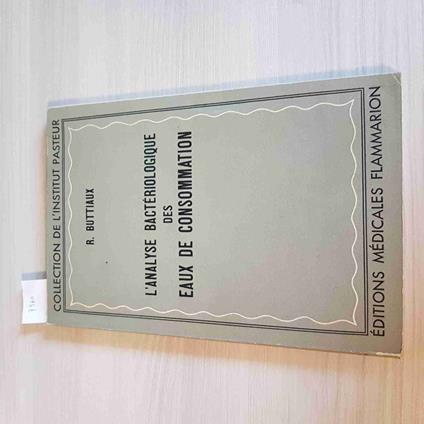 COLLECTION DE L'INSTITUT PASTEUR
R. BUTTIAUX
L'ANALYSE BACTÉRIOLOGIQUE
DES
EAUX DE CONSOMMATION
ÉDITIONS MÉDICALES FLAMMARION